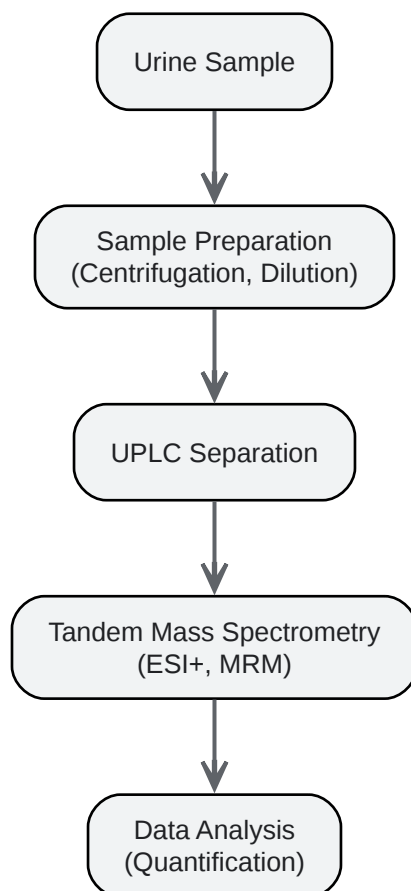 Urine Sample
Sample Preparation
(Centrifugation, Dilution)
UPLC Separation
Tandem Mass Spectrometry
(ESI+, MRM)
Data Analysis
(Quantification)